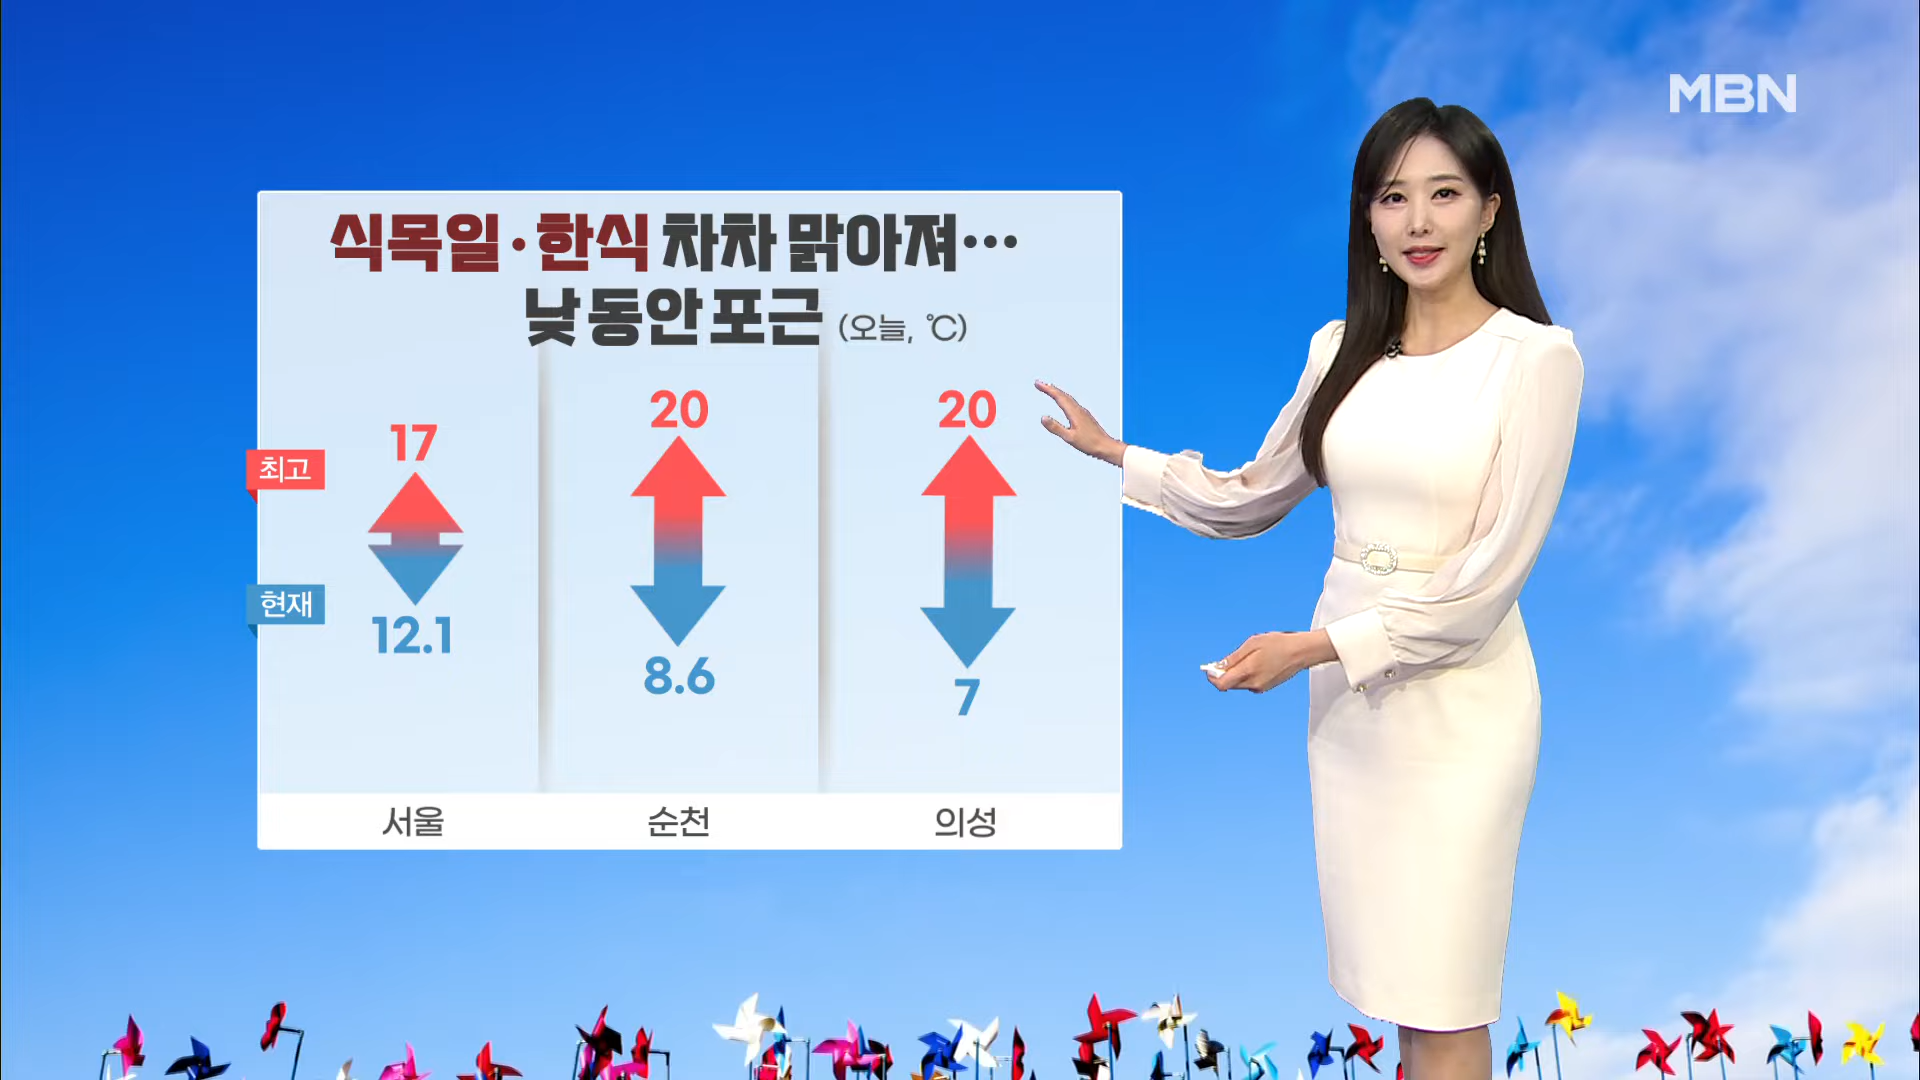 MBN
식목일·한식 차차 맑아져…
낮 동안 포근 (오늘, ℃)
최고
현재
17
12.1
20
8.6
20
7
서울
순천
의성